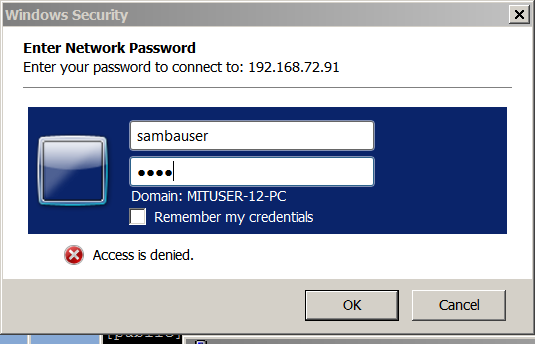 Windows Security
Enter Network Password
Enter your password to connect to: 192.168.72.91
sambauser
Domain: MITUSER-12-PC
Remember my credentials
Access is denied.
OK
Cancel
[public]